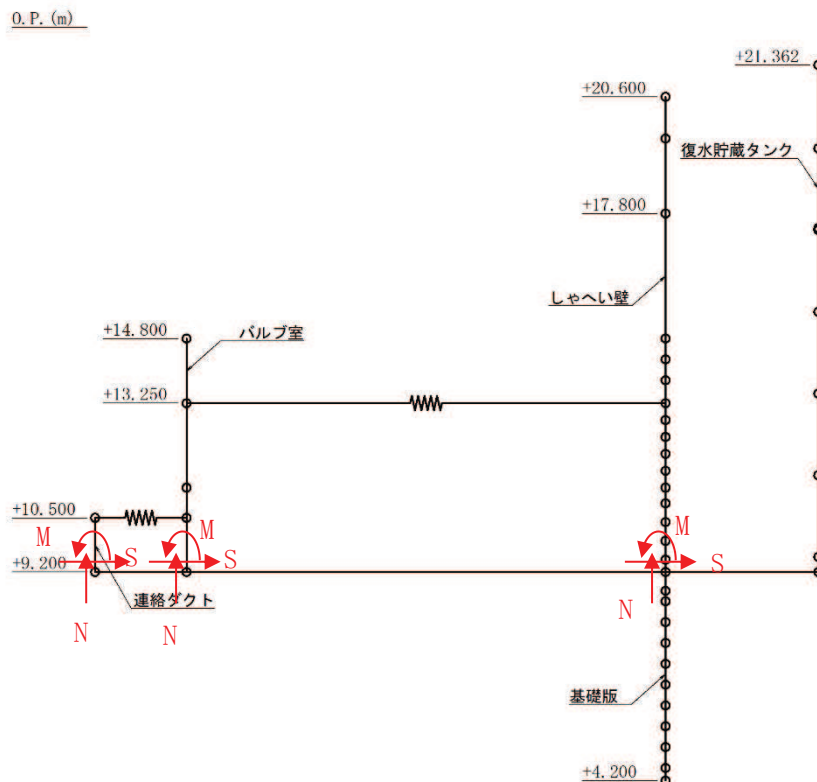 O.P.(m)
+21.362
+20.600
復水貯蔵タンク
+17.800
しゃへい壁
+14.800
バルブ室
+13.250
+10.500
M
M
M
S
S
S
+9.200
連絡ダクト
N
N
N
基礎版
+4.200